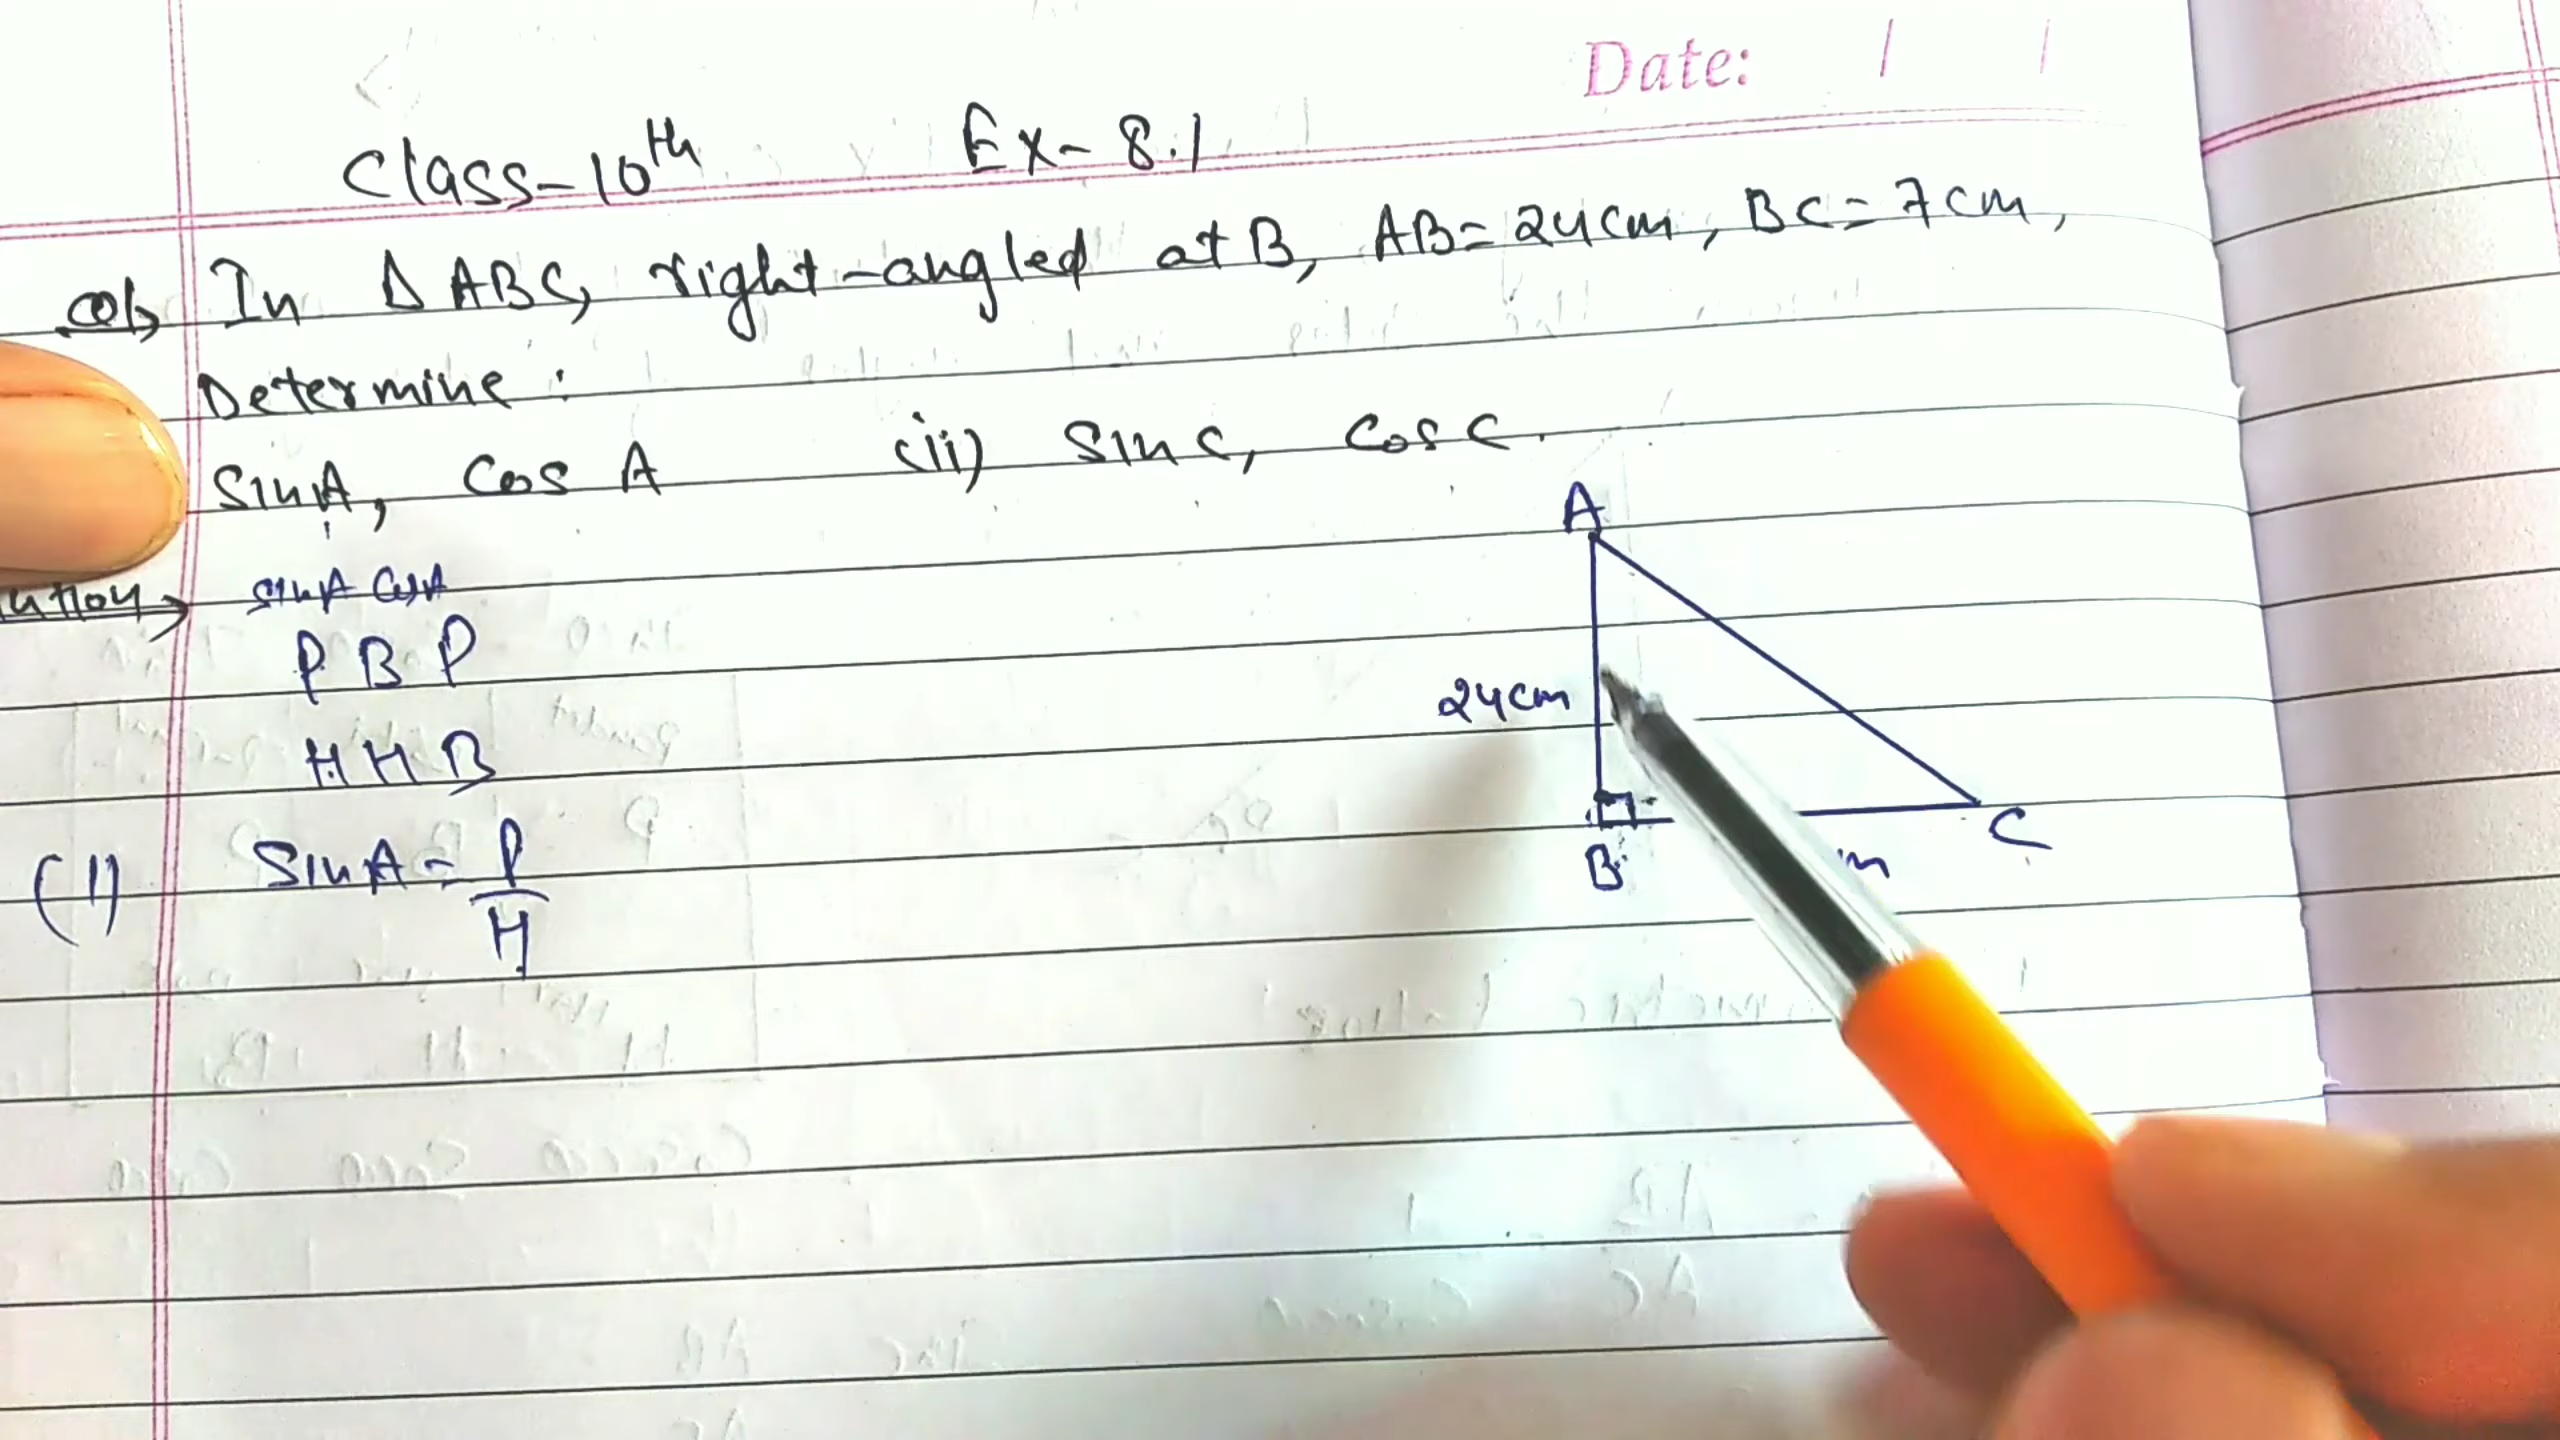 Date: / /
Class-10th Ex- 8.1
Q1> In Δ ABC, right-angled at B, AB= 24cm, BC= 7cm,
Determine :
SinA, Cos A (ii) Sin C, Cos C.
SinA CosA
P B P
H H B
(1) SinA = P
H
A
24cm
B
C
m